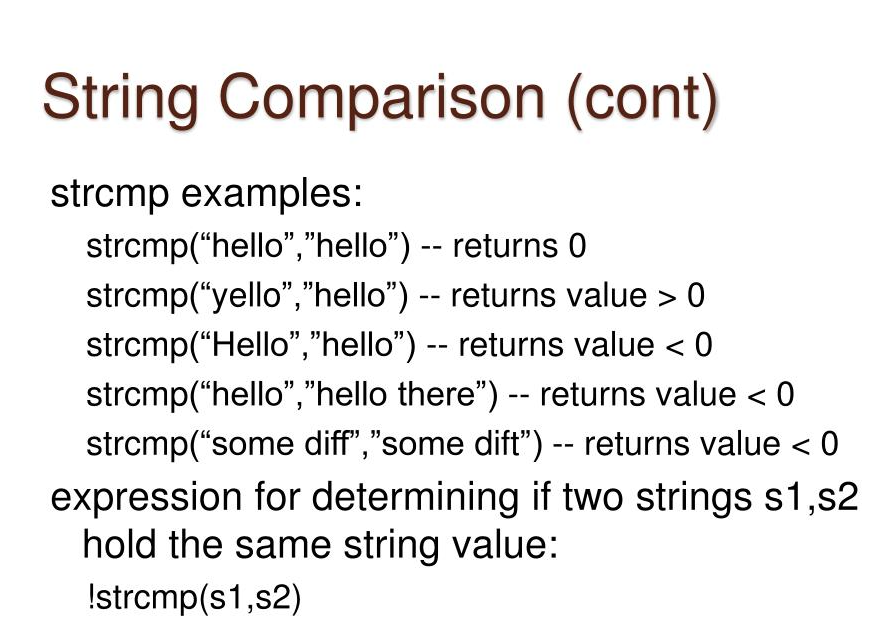 String Comparison (cont)
strcmp examples:
strcmp(“hello”,”hello”) -- returns 0
strcmp(“yello”,”hello”) -- returns value > 0
strcmp(“Hello”,”hello”) -- returns value < 0
strcmp(“hello”,”hello there”) -- returns value < 0
strcmp(“some diff”,”some dift”) -- returns value < 0
expression for determining if two strings s1,s2
hold the same string value:
!strcmp(s1,s2)